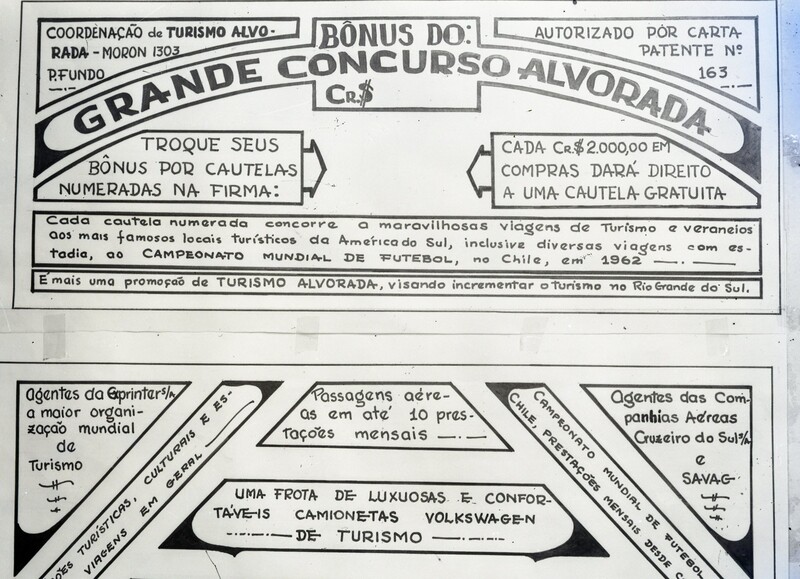 COORDENAÇÃO de TURISMO ALVO-
RADA - MORON 1303
P.FUNDO
BÔNUS DO:
AUTORIZADO PÔR CARTA
PATENTE Nº
163
GRANDE CONCURSO ALVORADA
Cr.$
TROQUE SEUS
BÔNUS POR CAUTELAS
NUMERADAS NA FIRMA:
CADA Cr.$ 2.000,00 EM
COMPRAS DARÁ DIREITO
A UMA CAUTELA GRATUITA
Cada cautela numerada concorre a maravilhosas viagens de Turismo e veraneios
aos mais famosos locais turísticos da America do Sul, inclusive diversas viagens com es-
tadia, ao CAMPEONATO MUNDIAL DE FUTEBOL, no Chile, em 1962
É mais uma promoção de TURISMO ALVORADA, visando incrementar o turismo no Rio Grande do Sul.
Agentes da Exprinter S/A
a maior organi-
zação mundial
de
Turismo
TURÍSTICAS, CULTURAIS E ES-
VIAGENS EM GERAL
Passagens aére-
as em até 10 pres-
tações mensais
CAMPEONATO MUNDIAL DE FUTEBOL
CHILE, PRESTAÇÕES MENSAIS DESDE
Agentes das Com-
panhias Aéreas
Cruzeiro do Sul S/A
e
SAVAG
UMA FROTA DE LUXUOSAS E CONFOR-
TÁVEIS CAMIONETAS VOLKSWAGEN
DE TURISMO